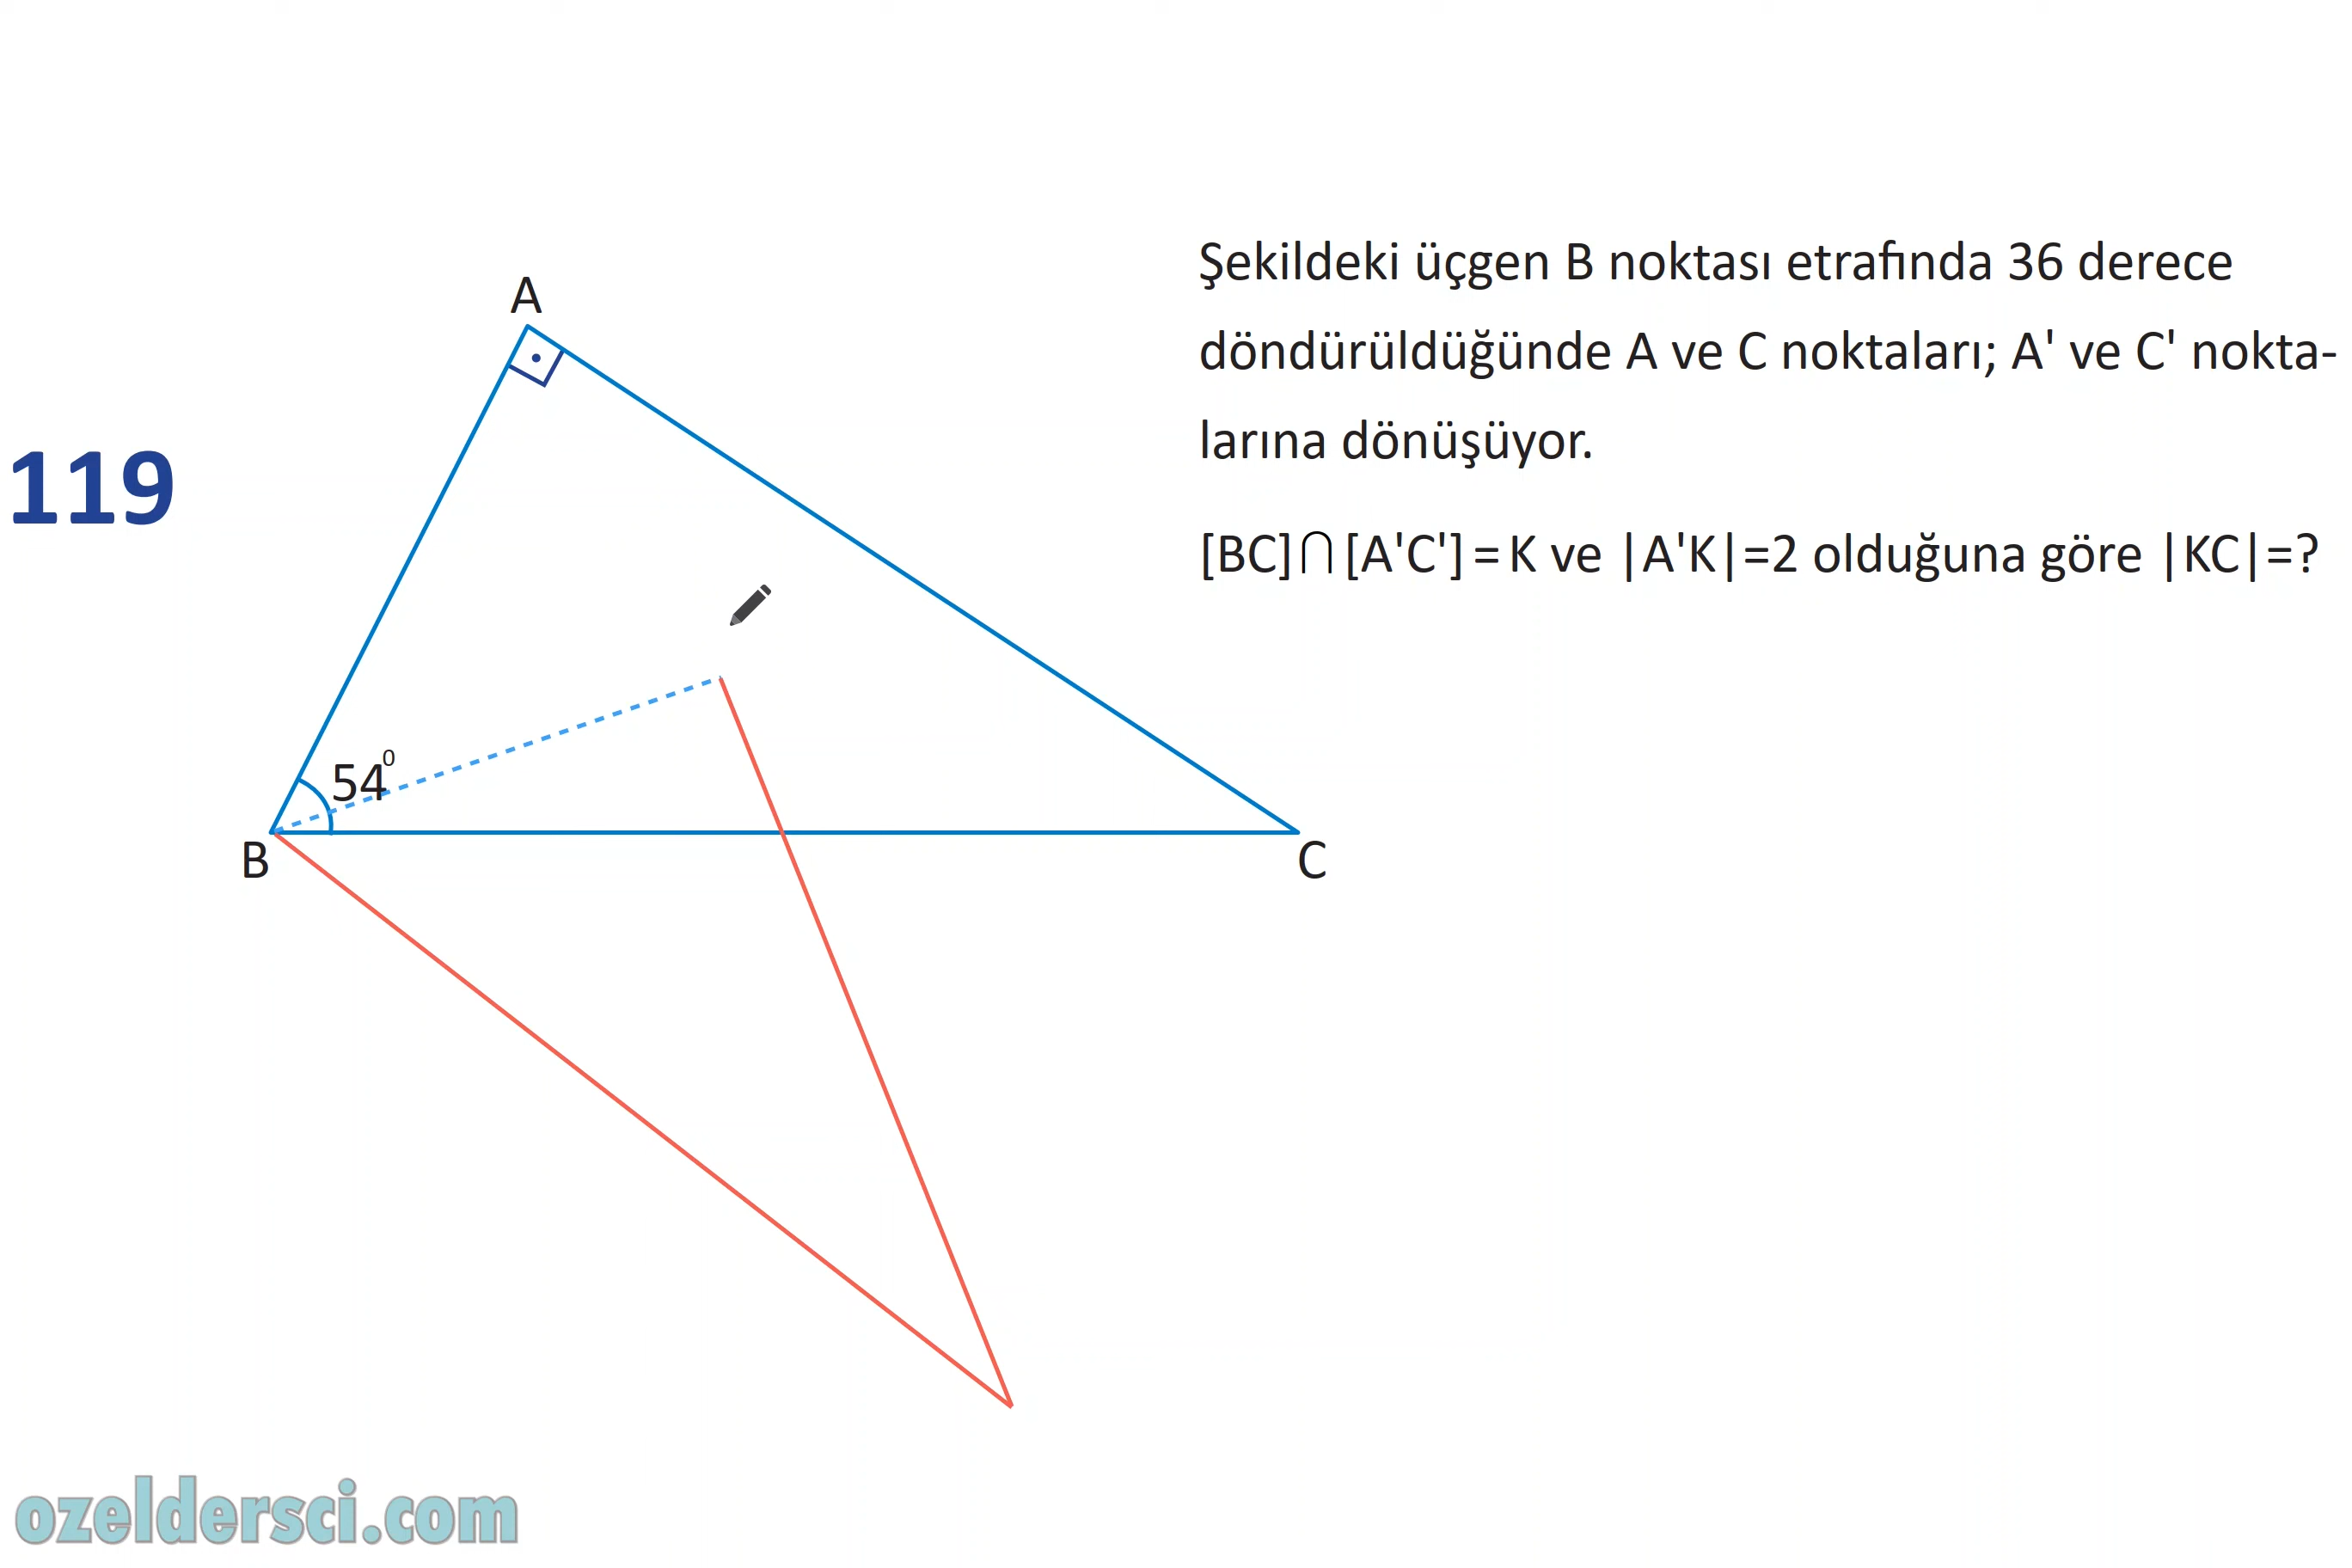 119
Şekildeki üçgen B noktası etrafında 36 derece
döndürüldüğünde A ve C noktaları; A' ve C' nokta-
larına dönüşüyor.
[BC]⋂[A'C']=K ve |A'K|=2 olduğuna göre |KC|=?
A
54⁰
B
C
ozeldersci.com